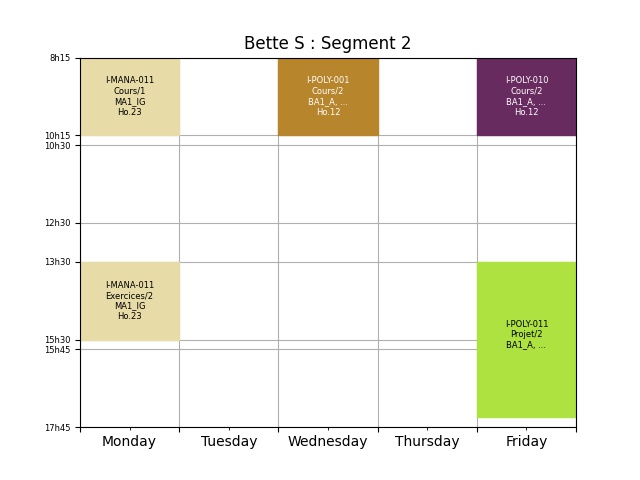 Bette S : Segment 2
8h15
10h15
10h30
12h30
13h30
15h30
15h45
17h45
I-MANA-011
Cours/1
MA1_IG
Ho.23
I-POLY-001
Cours/2
BA1_A, ...
Ho.12
I-POLY-010
Cours/2
BA1_A, ...
Ho.12
I-MANA-011
Exercices/2
MA1_IG
Ho.23
I-POLY-011
Projet/2
BA1_A, ...
Monday
Tuesday
Wednesday
Thursday
Friday